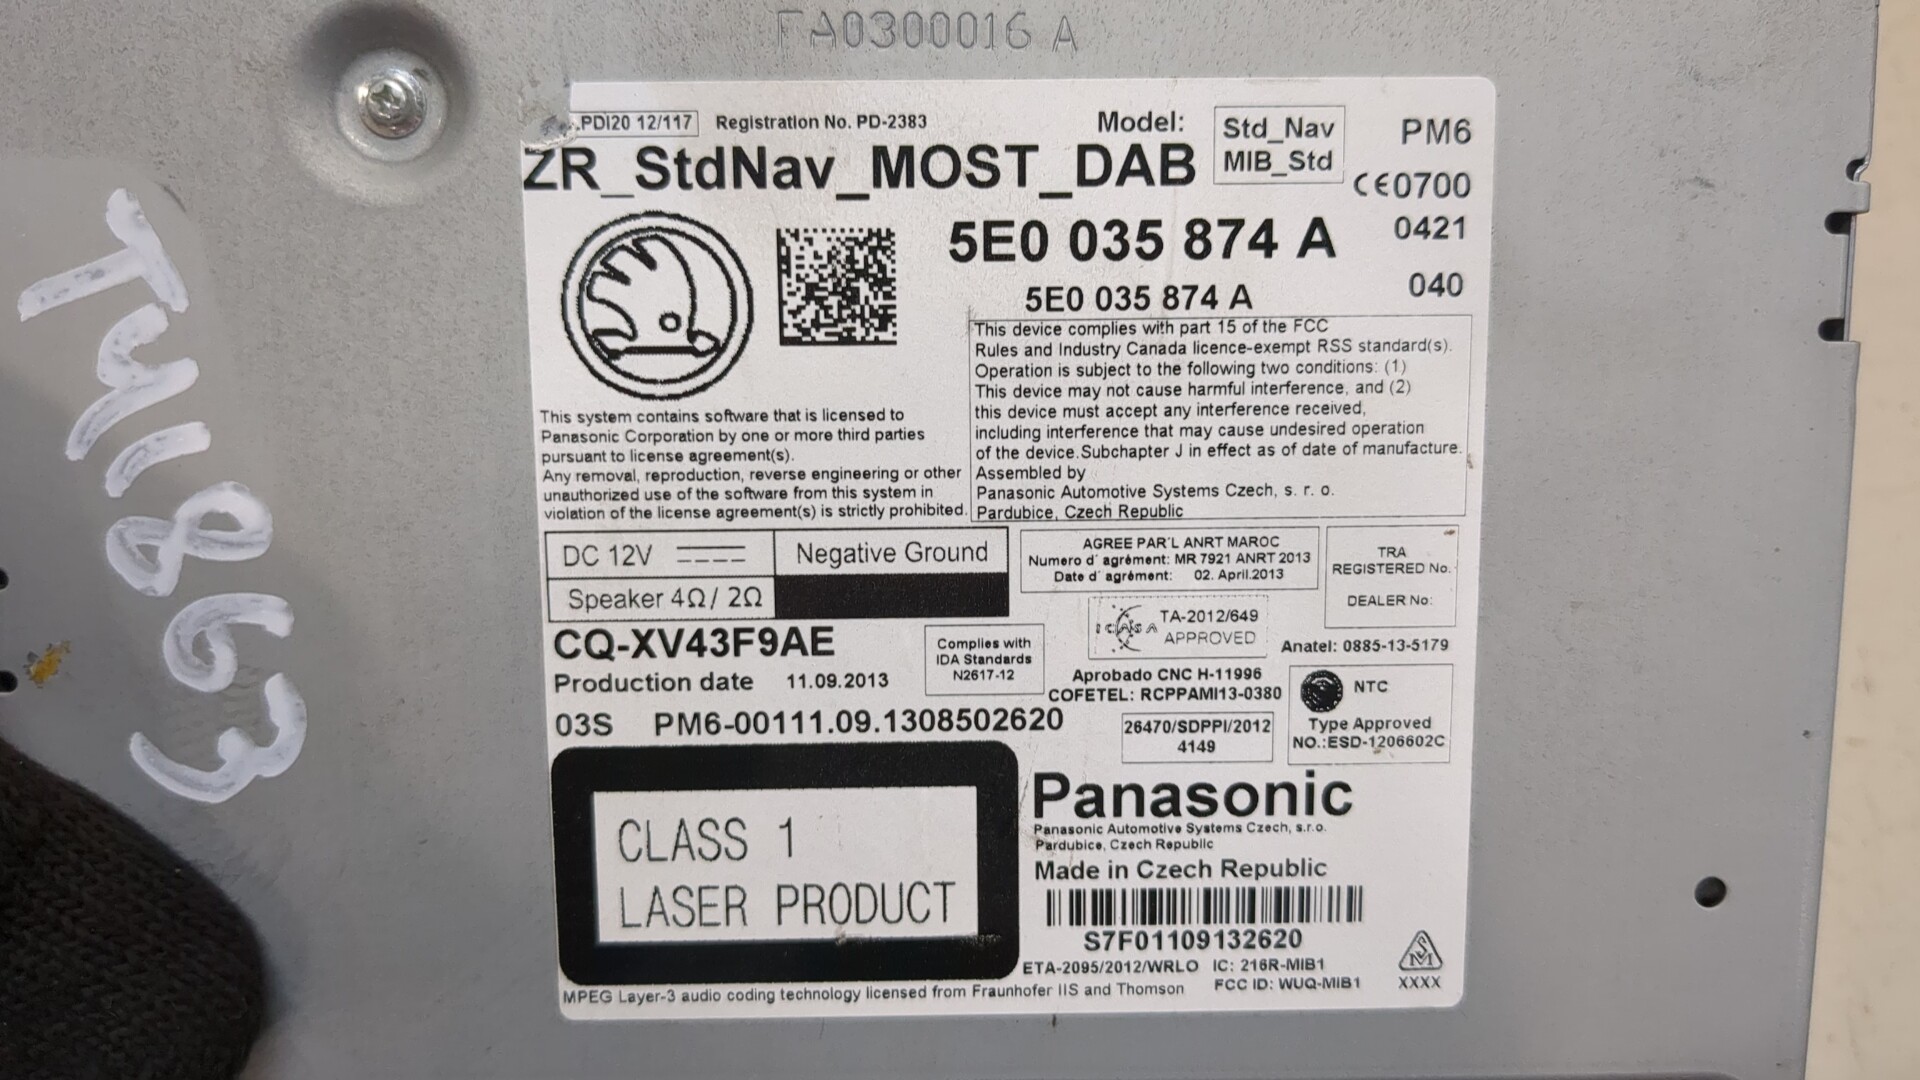 FA0300016 A
PDI20 12/117 Registration No. PD-2383 Model: Std_Nav PM6
ZR_StdNav_MOST_DAB MIB_Std
CE0700
5E0 035 874 A 0421
5E0 035 874 A 040
This device complies with part 15 of the FCC
Rules and Industry Canada licence-exempt RSS standard(s).
Operation is subject to the following two conditions: (1)
This device may not cause harmful interference, and (2)
this device must accept any interference received,
including interference that may cause undesired operation
of the device.Subchapter J in effect as of date of manufacture.
Assembled by
Panasonic Automotive Systems Czech, s. r. o.
Pardubice, Czech Republic
This system contains software that is licensed to
Panasonic Corporation by one or more third parties
pursuant to license agreement(s).
Any removal, reproduction, reverse engineering or other
unauthorized use of the software from this system in
violation of the license agreement(s) is strictly prohibited.
DC 12V Negative Ground
Speaker 4Ω/ 2Ω
AGREE PAR'L ANRT MAROC
Numero d' agrément: MR 7921 ANRT 2013
Date d' agrément: 02. April.2013
TRA
REGISTERED No.
DEALER No:
ICASA TA-2012/649
APPROVED
Anatel: 0885-13-5179
CQ-XV43F9AE
Complies with
IDA Standards
N2617-12
Aprobado CNC H-11996
COFETEL: RCPPAMI13-0380
NTC
Type Approved
NO.:ESD-1206602C
Production date 11.09.2013
03S PM6-00111.09.1308502620
26470/SDPPI/2012
4149
CLASS 1
LASER PRODUCT
Panasonic
Panasonic Automotive Systems Czech, s.r.o.
Pardubice, Czech Republic
Made in Czech Republic
S7F01109132620
ETA-2095/2012/WRLO IC: 216R-MIB1
FCC ID: WUQ-MIB1
XXXX
MPEG Layer-3 audio coding technology licensed from Fraunhofer IIS and Thomson